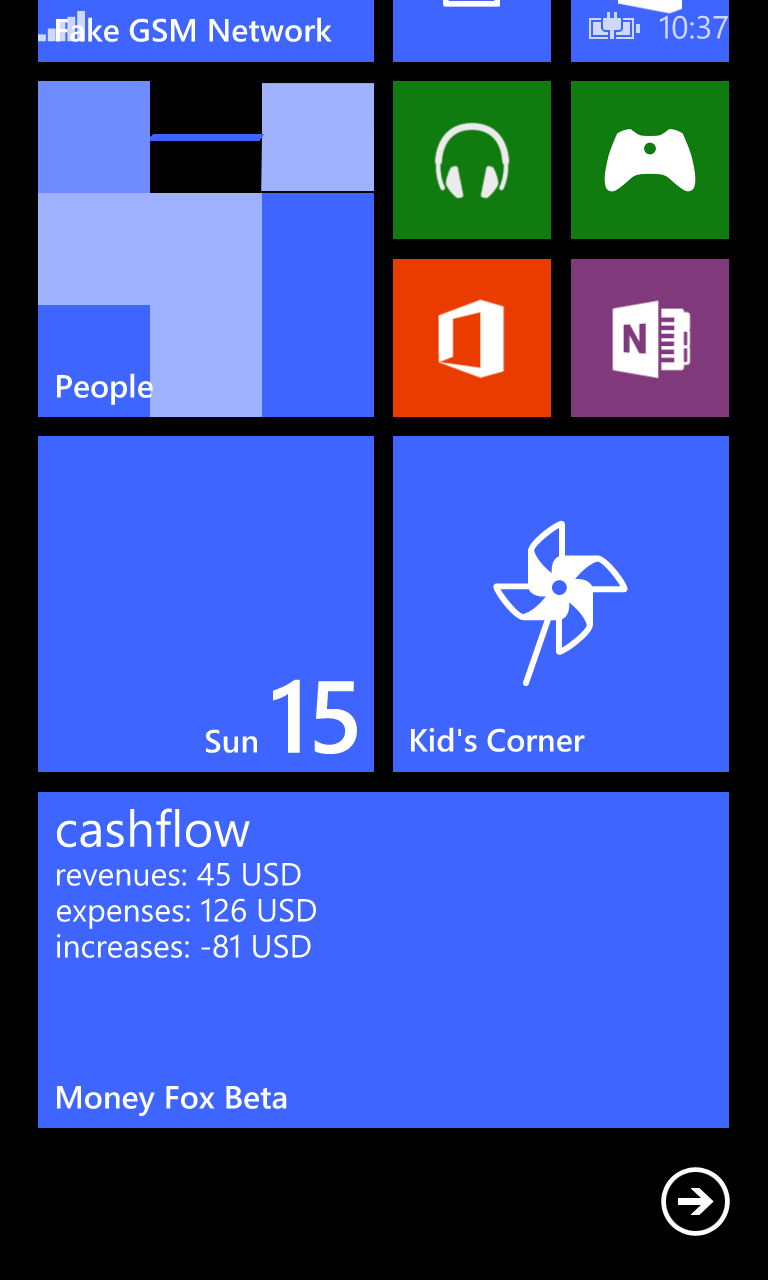 Fake GSM Network
10:37
N
People
Sun 15
Kid's Corner
cashflow
revenues: 45 USD
expenses: 126 USD
increases: -81 USD
Money Fox Beta